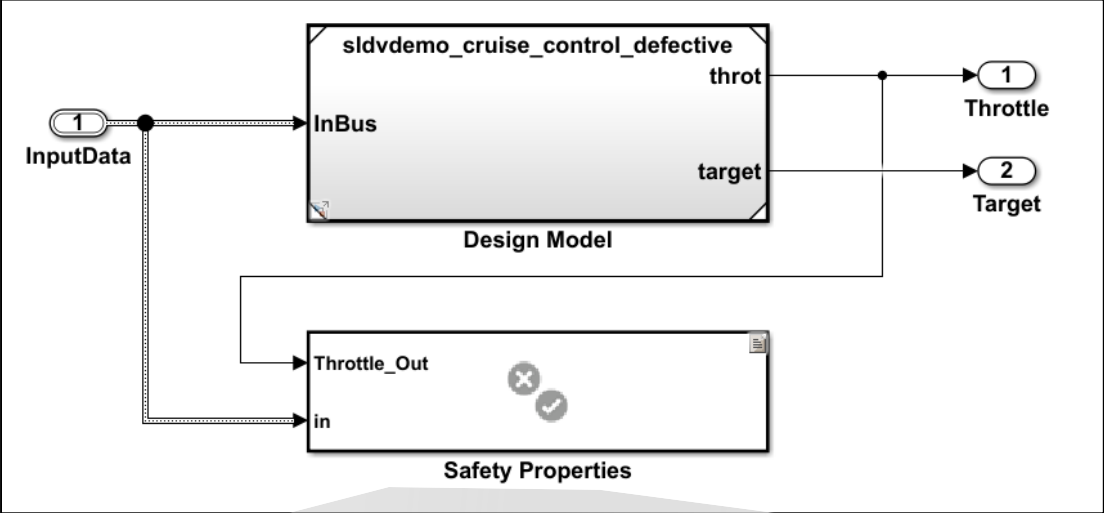 sldvdemo_cruise_control_defective
throt
1
Throttle
1
InBus
InputData
target
2
Target
Design Model
Throttle_Out
in
Safety Properties